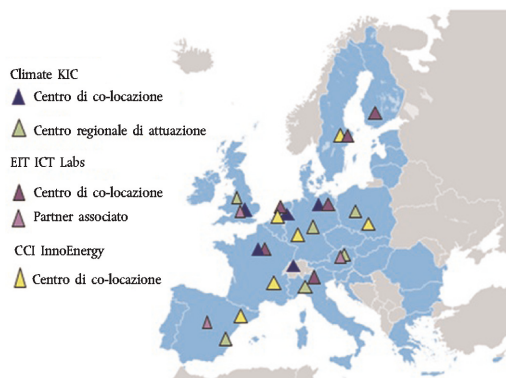 Climate KIC
Centro di co-locazione
Centro regionale di attuazione
EIT ICT Labs
Centro di co-locazione
Partner associato
CCI InnoEnergy
Centro di co-locazione